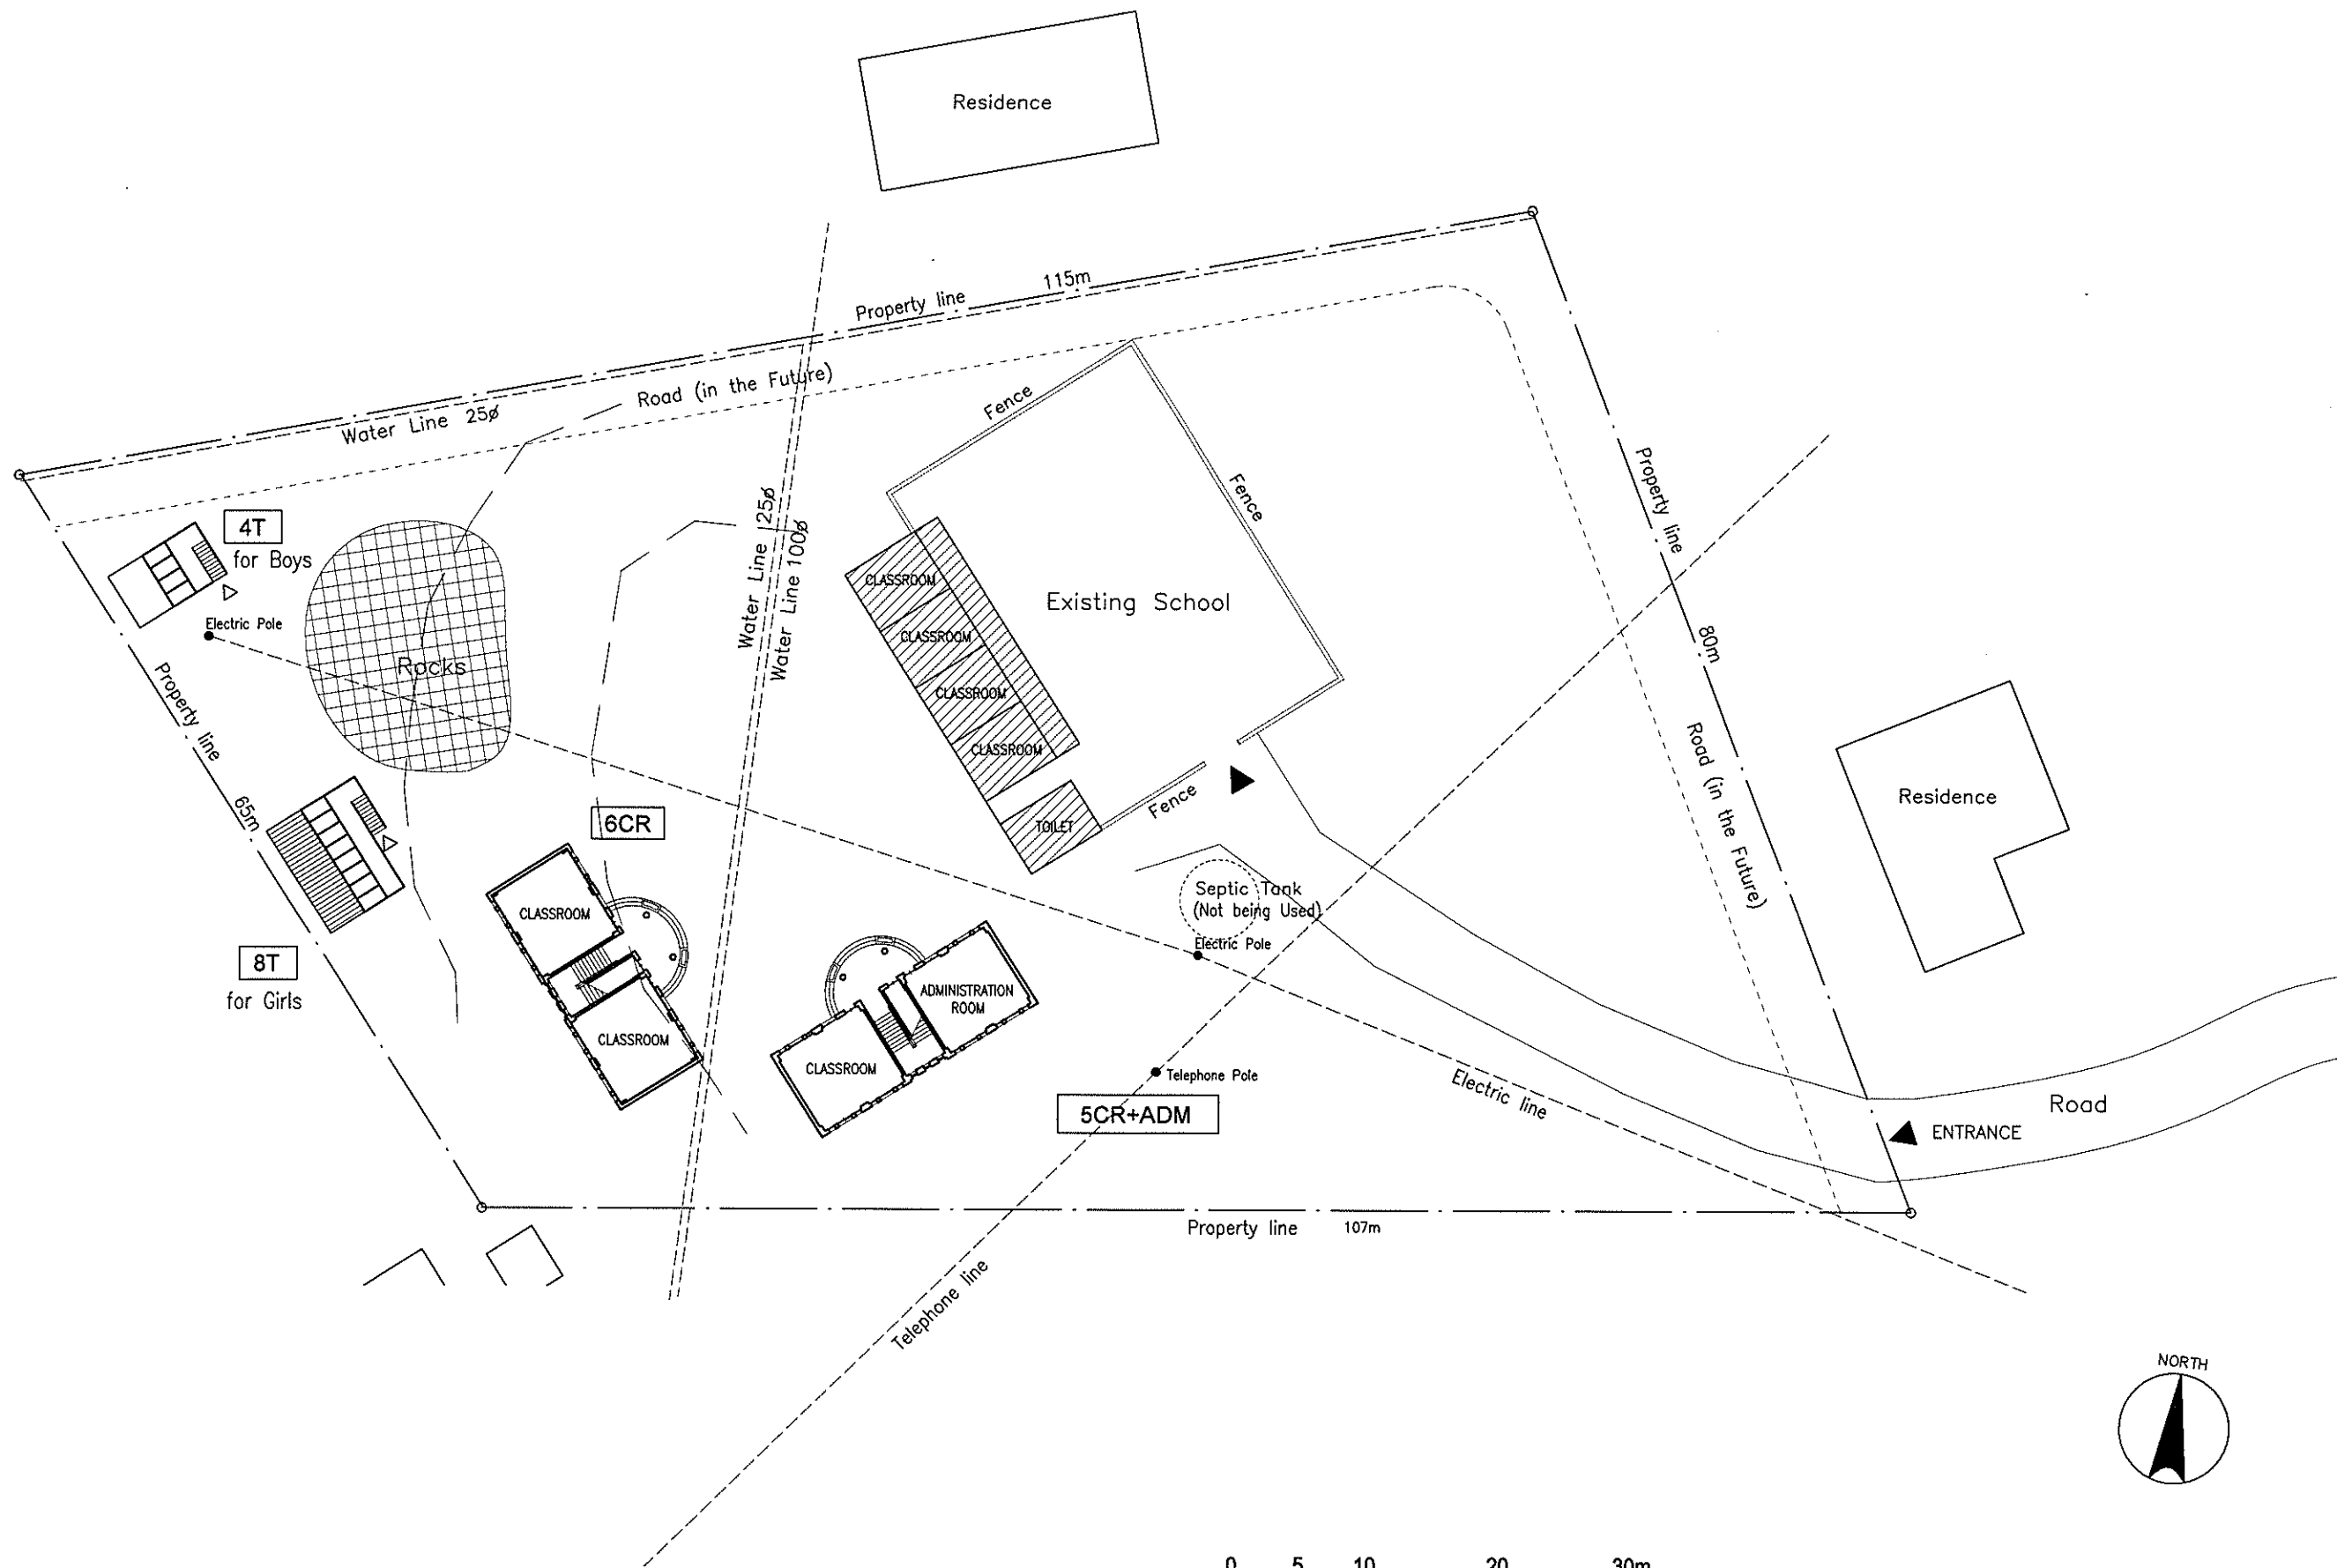 Residence
115m
Property line
Road (in the Future)
Water Line 25ø
Fence
Fence
Property line
4T
for Boys
Electric Pole
Rocks
Water Line 25ø
Water Line 100ø
CLASSROOM
CLASSROOM
CLASSROOM
CLASSROOM
TOILET
Existing School
Fence
80m
Road (in the Future)
Residence
Property line
65m
6CR
8T
for Girls
CLASSROOM
CLASSROOM
Septic Tank
(Not being Used)
Electric Pole
ADMINISTRATION
ROOM
CLASSROOM
Telephone Pole
5CR+ADM
Electric line
Road
ENTRANCE
Property line 107m
Telephone line
NORTH
0 5 10 20 30m